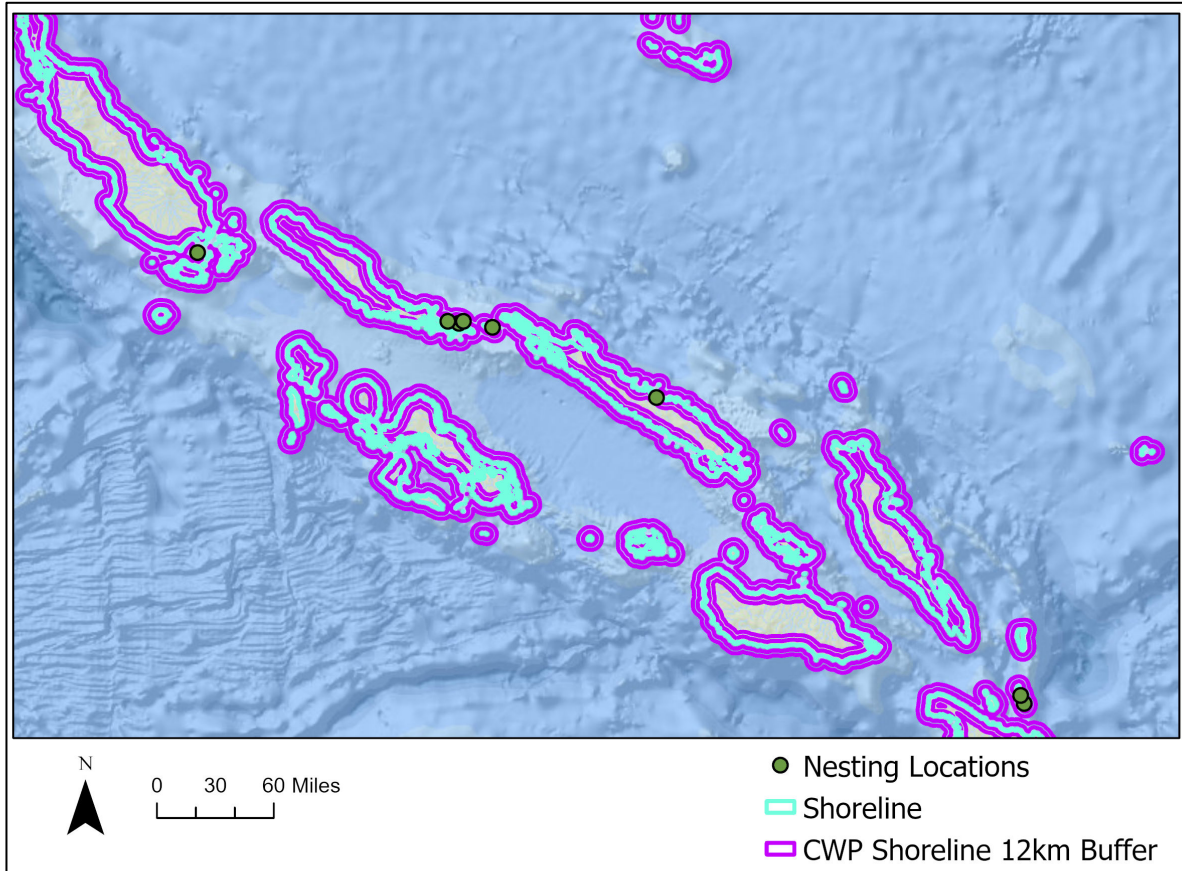 N
0 30 60 Miles
Nesting Locations
Shoreline
CWP Shoreline 12km Buffer